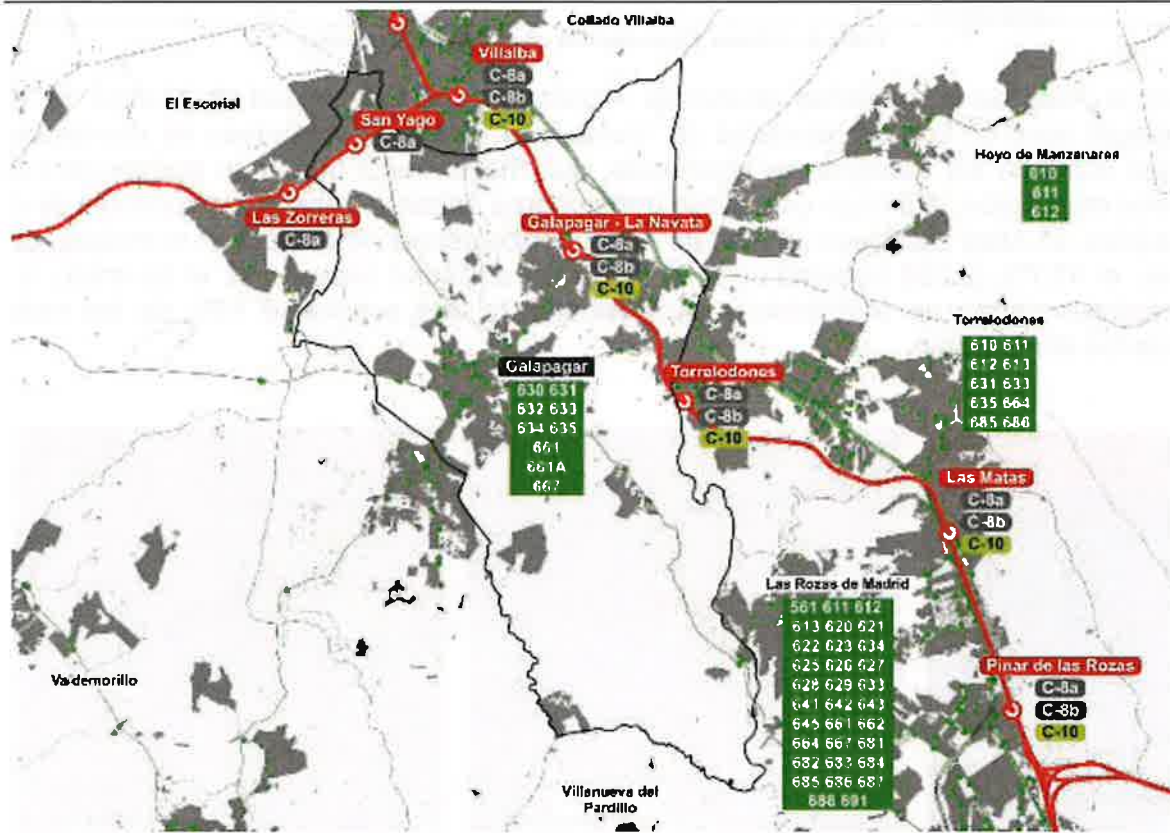 Collado Villalba
Villalba
C-8a
C-8b
C-10
El Escorial
San Yago
C-8a
Hoyo de Manzanares
610
611
612
Las Zorreras
C-8a
Galapagar - La Navata
C-8a
C-8b
C-10
Torrelodones
610 611
612 613
631 633
635 664
685 686
Galapagar
630 631
632 633
634 635
661
661A
667
Torrelodones
C-8a
C-8b
C-10
Las Matas
C-8a
C-8b
C-10
Las Rozas de Madrid
561 611 612
613 620 621
622 623 634
625 626 627
628 629 633
641 642 643
645 661 662
664 667 681
682 683 684
685 686 687
688 691
Pinar de las Rozas
C-8a
C-8b
C-10
Valdemorillo
Villanueva del
Pardillo